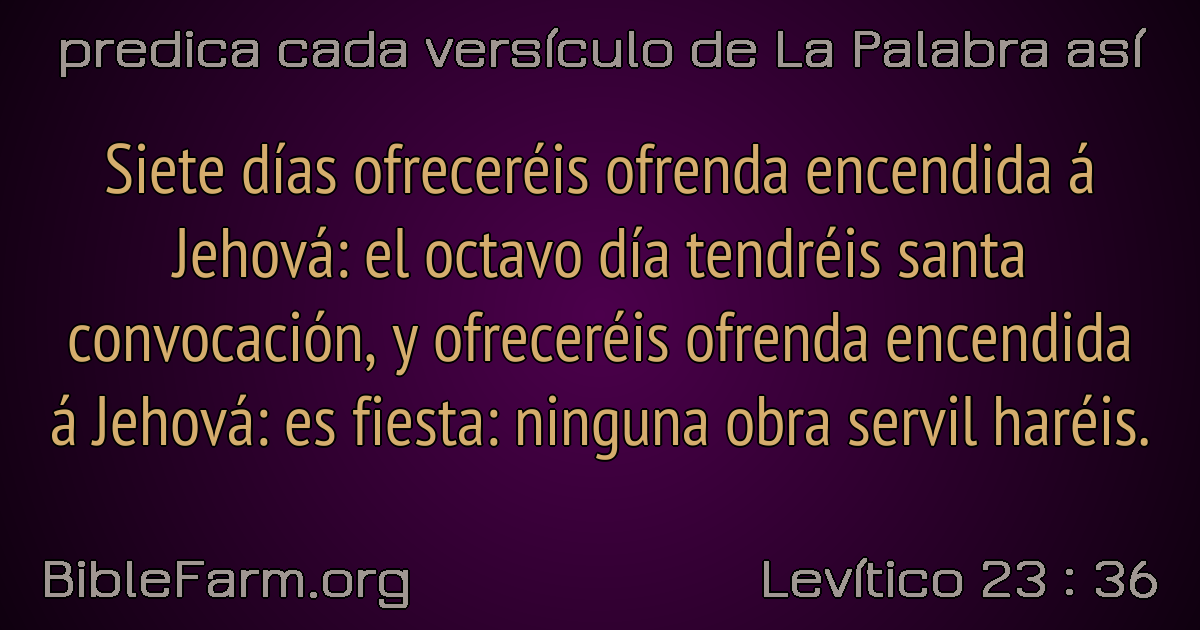 predica cada versículo de La Palabra así
Siete días ofreceréis ofrenda encendida á
Jehová: el octavo día tendréis santa
convocación, y ofreceréis ofrenda encendida
á Jehová: es fiesta: ninguna obra servil haréis.
BibleFarm.org
Levítico 23 : 36